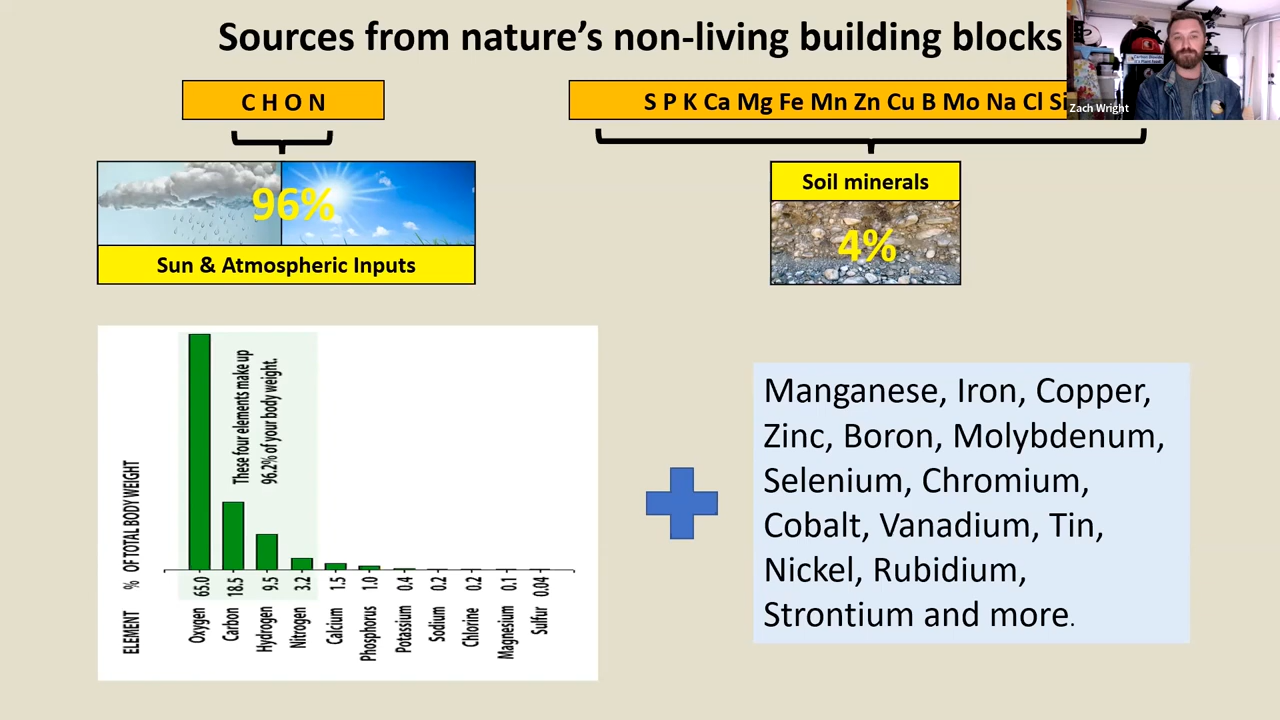 Sources from nature's non-living building blocks
C H O N
S P K Ca Mg Fe Mn Zn Cu B Mo Na Cl Si
Zach Wright
96%
Sun & Atmospheric Inputs
Soil minerals
4%
ELEMENT % OF TOTAL BODY WEIGHT
These four elements make up
96.2% of your body weight.
Oxygen 65.0
Carbon 18.5
Hydrogen 9.5
Nitrogen 3.2
Calcium 1.5
Phosphorus 1.0
Potassium 0.4
Sodium 0.2
Chlorine 0.2
Magnesium 0.1
Sulfur 0.04
Manganese, Iron, Copper,
Zinc, Boron, Molybdenum,
Selenium, Chromium,
Cobalt, Vanadium, Tin,
Nickel, Rubidium,
Strontium and more.